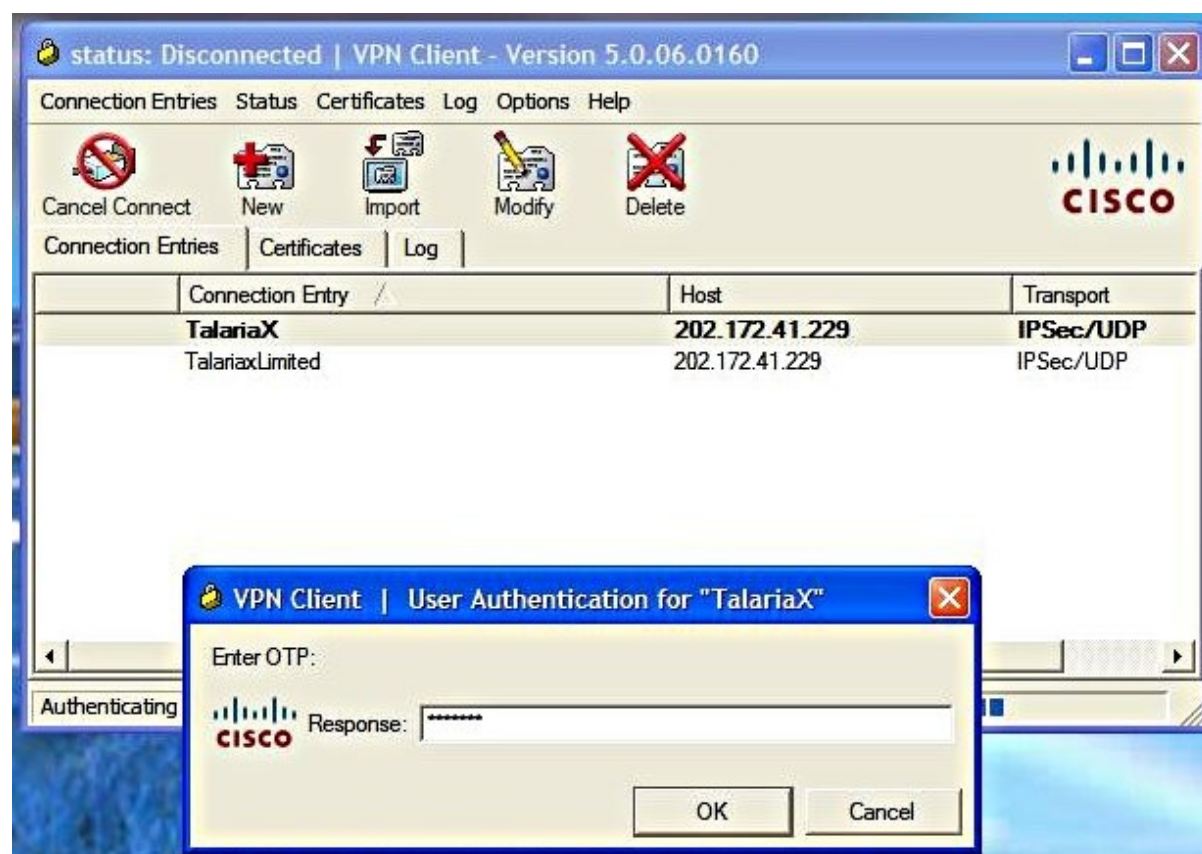 status: Disconnected | VPN Client - Version 5.0.06.0160
Connection Entries Status Certificates Log Options Help
Cancel Connect New Import Modify Delete
CISCO
Connection Entries Certificates Log
Connection Entry Host Transport
TalariaX 202.172.41.229 IPSec/UDP
TalariaxLimited 202.172.41.229 IPSec/UDP
VPN Client | User Authentication for "TalariaX"
Enter OTP:
Authenticating
CISCO
Response: *******
OK Cancel